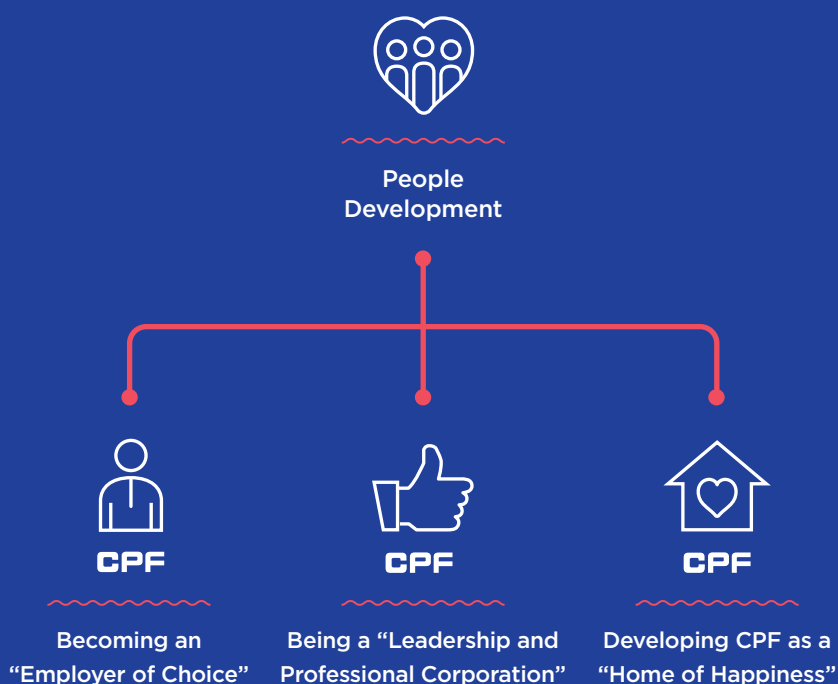 People
Development
CPF
Becoming an
“Employer of Choice”
CPF
Being a “Leadership and
Professional Corporation”
CPF
Developing CPF as a
“Home of Happiness”